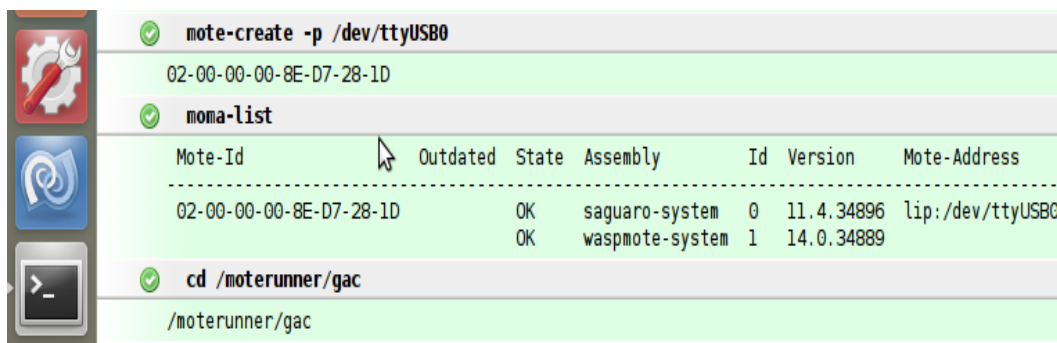 mote-create -p /dev/ttyUSB0
02-00-00-00-8E-D7-28-1D
moma-list
Mote-Id Outdated State Assembly Id Version Mote-Address
--------------------------------------------------------------------------------------------
02-00-00-00-8E-D7-28-1D OK saguaro-system 0 11.4.34896 lip:/dev/ttyUSB0
OK waspmote-system 1 14.0.34889
cd /moterunner/gac
/moterunner/gac
>_